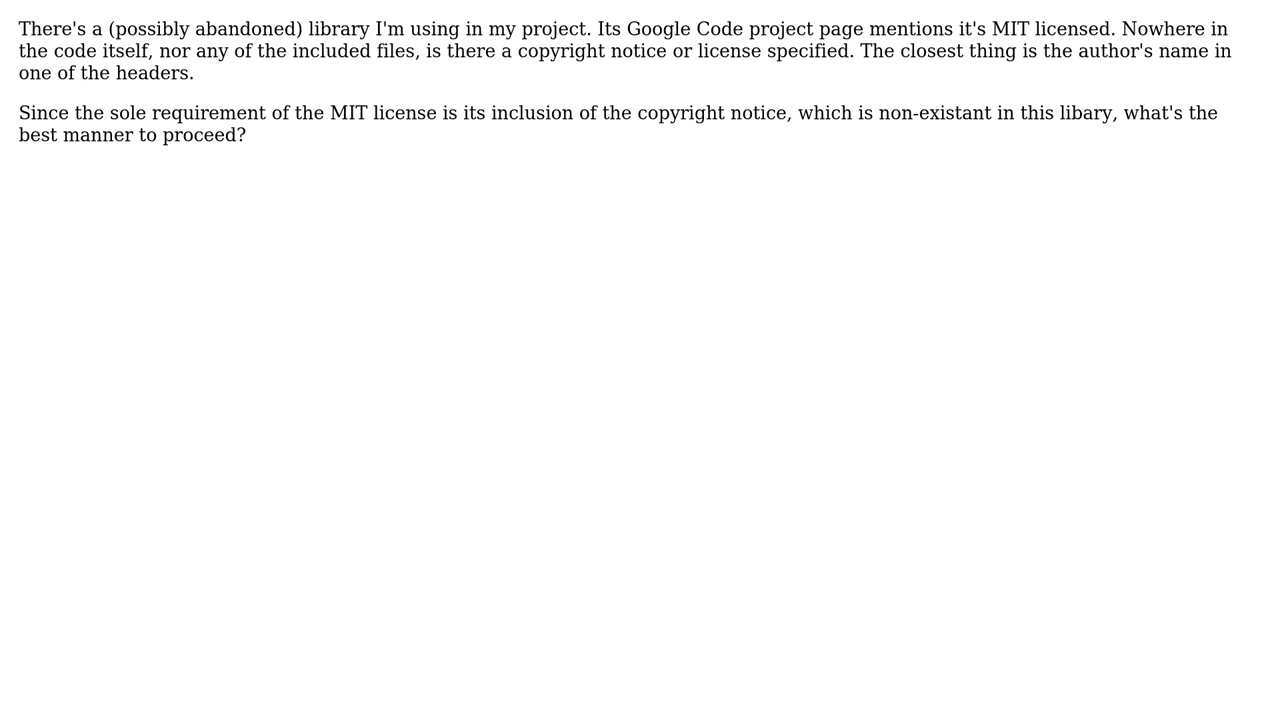 There's a (possibly abandoned) library I'm using in my project. Its Google Code project page mentions it's MIT licensed. Nowhere in
the code itself, nor any of the included files, is there a copyright notice or license specified. The closest thing is the author's name in
one of the headers.
Since the sole requirement of the MIT license is its inclusion of the copyright notice, which is non-existant in this libary, what's the
best manner to proceed?